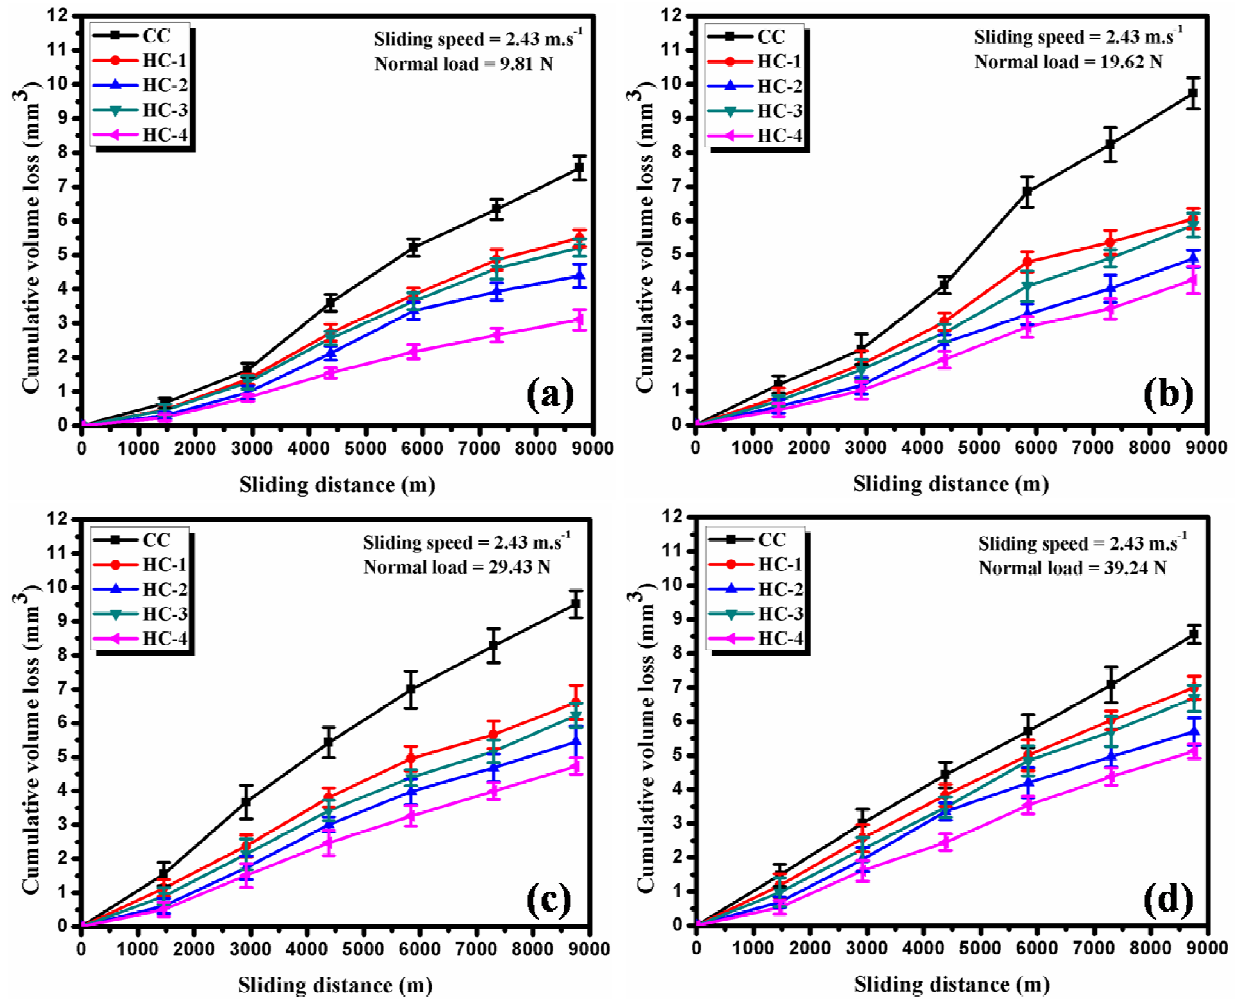 12
11
10
9
8
7
6
5
4
3
2
1
0
Cumulative volume loss (mm3)
CC
HC-1
HC-2
HC-3
HC-4
Sliding speed = 2.43 m.s-1
Normal load = 9.81 N
(a)
0 1000 2000 3000 4000 5000 6000 7000 8000 9000
Sliding distance (m)
12
11
10
9
8
7
6
5
4
3
2
1
0
Cumulative volume loss (mm3)
CC
HC-1
HC-2
HC-3
HC-4
Sliding speed = 2.43 m.s-1
Normal load = 19.62 N
(b)
0 1000 2000 3000 4000 5000 6000 7000 8000 9000
Sliding distance (m)
12
11
10
9
8
7
6
5
4
3
2
1
0
Cumulative volume loss (mm3)
CC
HC-1
HC-2
HC-3
HC-4
Sliding speed = 2.43 m.s-1
Normal load = 29.43 N
(c)
0 1000 2000 3000 4000 5000 6000 7000 8000 9000
Sliding distance (m)
12
11
10
9
8
7
6
5
4
3
2
1
0
Cumulative volume loss (mm3)
CC
HC-1
HC-2
HC-3
HC-4
Sliding speed = 2.43 m.s-1
Normal load = 39.24 N
(d)
0 1000 2000 3000 4000 5000 6000 7000 8000 9000
Sliding distance (m)